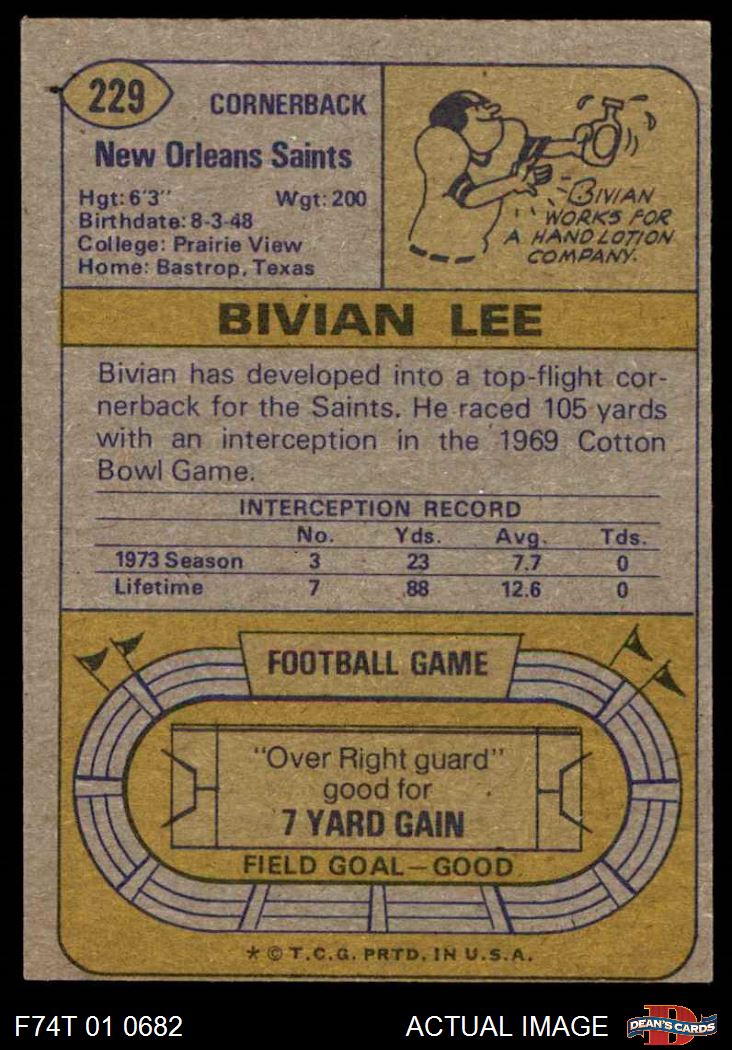 229
CORNERBACK
New Orleans Saints
Hgt: 6'3" Wgt: 200
Birthdate: 8-3-48
College: Prairie View
Home: Bastrop, Texas
BIVIAN
WORKS FOR
A HAND LOTION
COMPANY.
BIVIAN LEE
Bivian has developed into a top-flight cor-
nerback for the Saints. He raced 105 yards
with an interception in the 1969 Cotton
Bowl Game.
INTERCEPTION RECORD
No. Yds. Avg. Tds.
1973 Season 3 23 7.7 0
Lifetime 7 88 12.6 0
FOOTBALL GAME
"Over Right guard"
good for
7 YARD GAIN
FIELD GOAL—GOOD
* © T.C.G. PRTD. IN U.S.A.
F74T 01 0682 ACTUAL IMAGE D DEAN'S CARDS